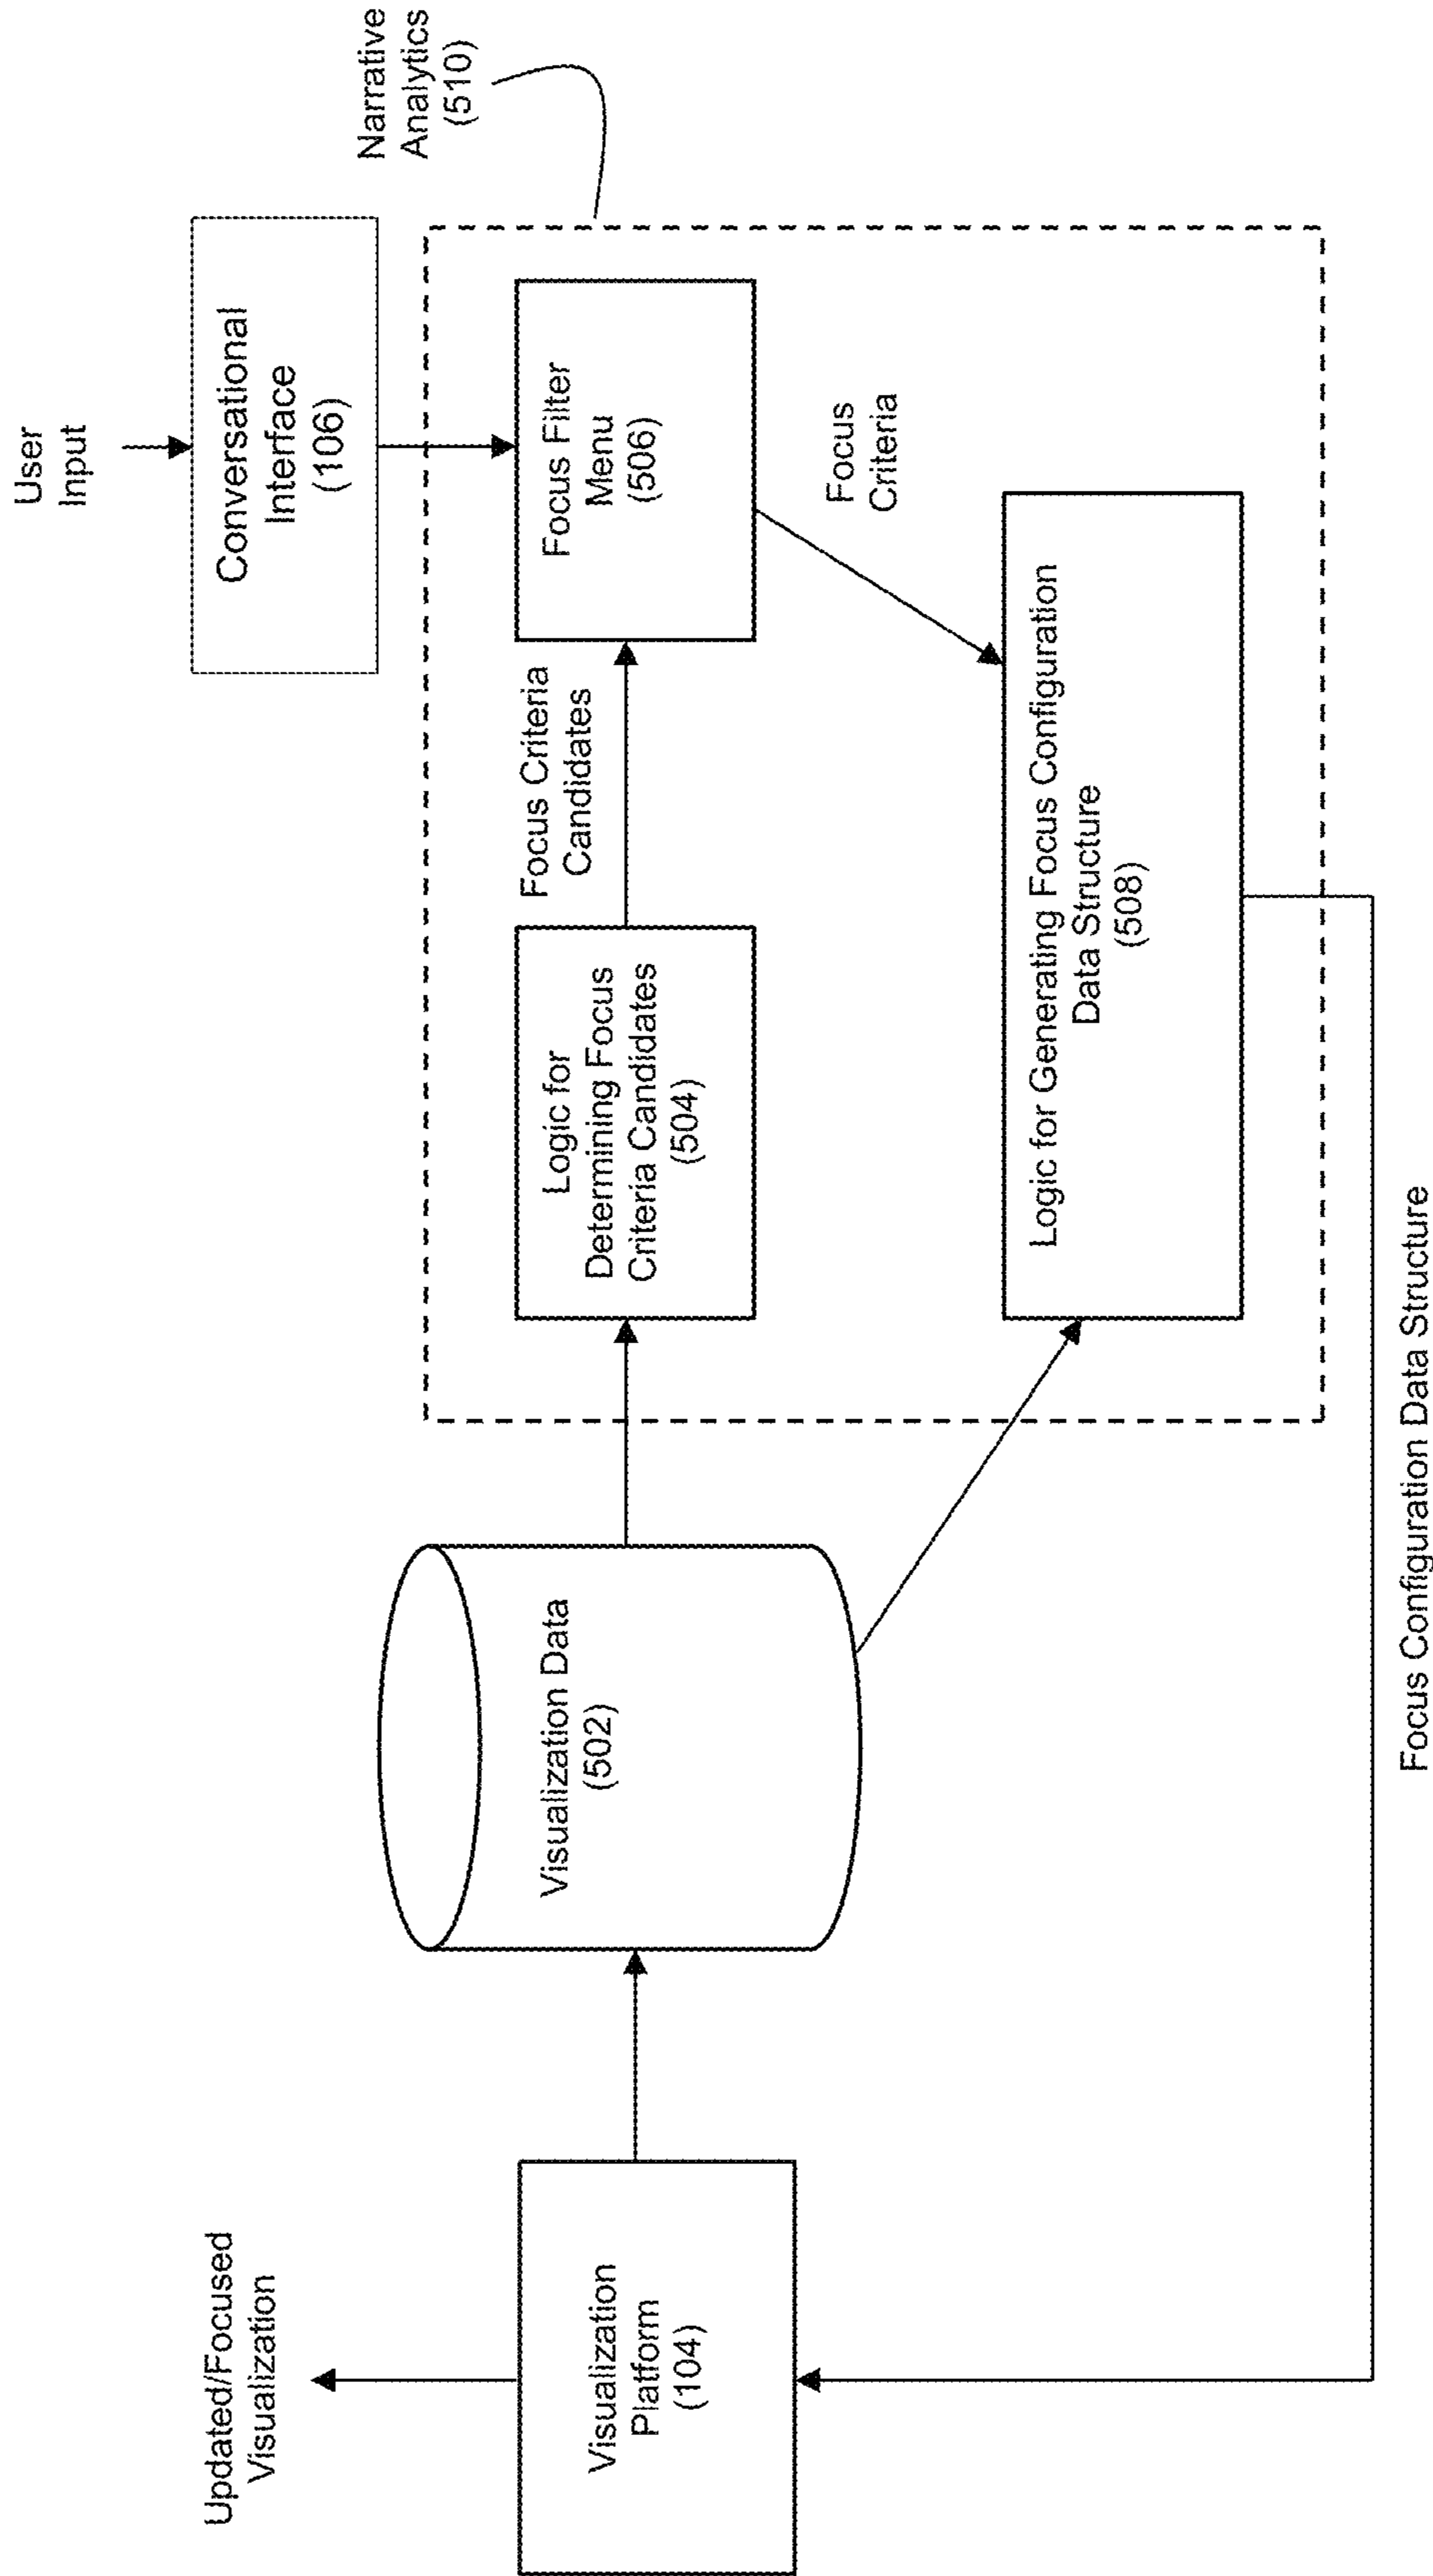 User
Input
Conversational
Interface
(106)
Narrative
Analytics
(510)
Updated/Focused
Visualization
Visualization
Platform
(104)
Visualization Data
(502)
Logic for
Determining Focus
Criteria Candidates
(504)
Focus Criteria
Candidates
Focus Filter
Menu
(506)
Focus
Criteria
Logic for Generating Focus Configuration
Data Structure
(508)
Focus Configuration Data Structure